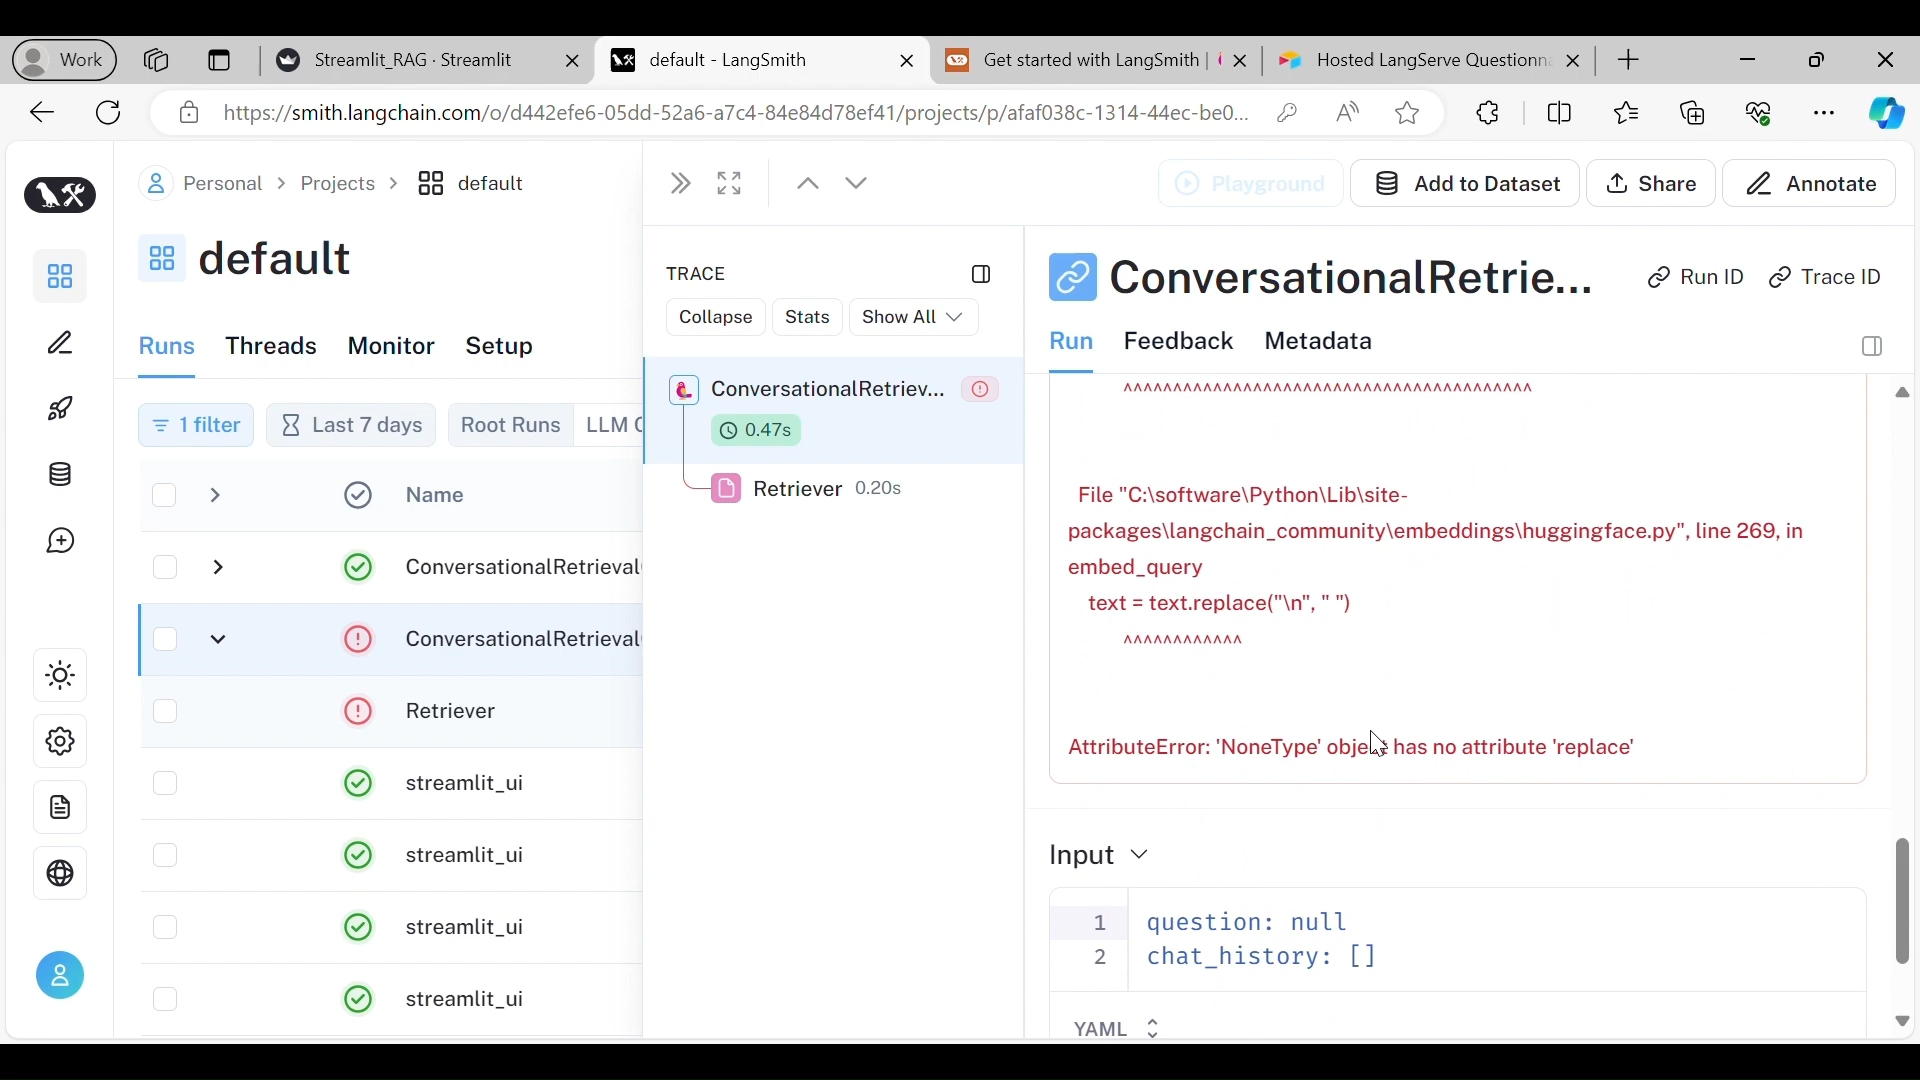 Work
Streamlit_RAG · Streamlit
default - LangSmith
Get started with LangSmith |
Hosted LangServe Questionn
https://smith.langchain.com/o/d442efe6-05dd-52a6-a7c4-84e84d78ef41/projects/p/afaf038c-1314-44ec-be0...
Personal > Projects > default
default
Runs Threads Monitor Setup
1 filter Last 7 days Root Runs LLM
Name
ConversationalRetrieval
ConversationalRetrieval
Retriever
streamlit_ui
streamlit_ui
streamlit_ui
streamlit_ui
Playground Add to Dataset Share Annotate
TRACE
Collapse Stats Show All
ConversationalRetriev...
0.47s
Retriever 0.20s
ConversationalRetrie... Run ID Trace ID
Run Feedback Metadata
^^^^^^^^^^^^^^^^^^^^^^^^^^^^^^^^^^^^^^^^^
File "C:\software\Python\Lib\site-
packages\langchain_community\embeddings\huggingface.py", line 269, in
embed_query
text = text.replace("\n", " ")
^^^^^^^^^^^^
AttributeError: 'NoneType' object has no attribute 'replace'
Input
1 question: null
2 chat_history: []
YAML